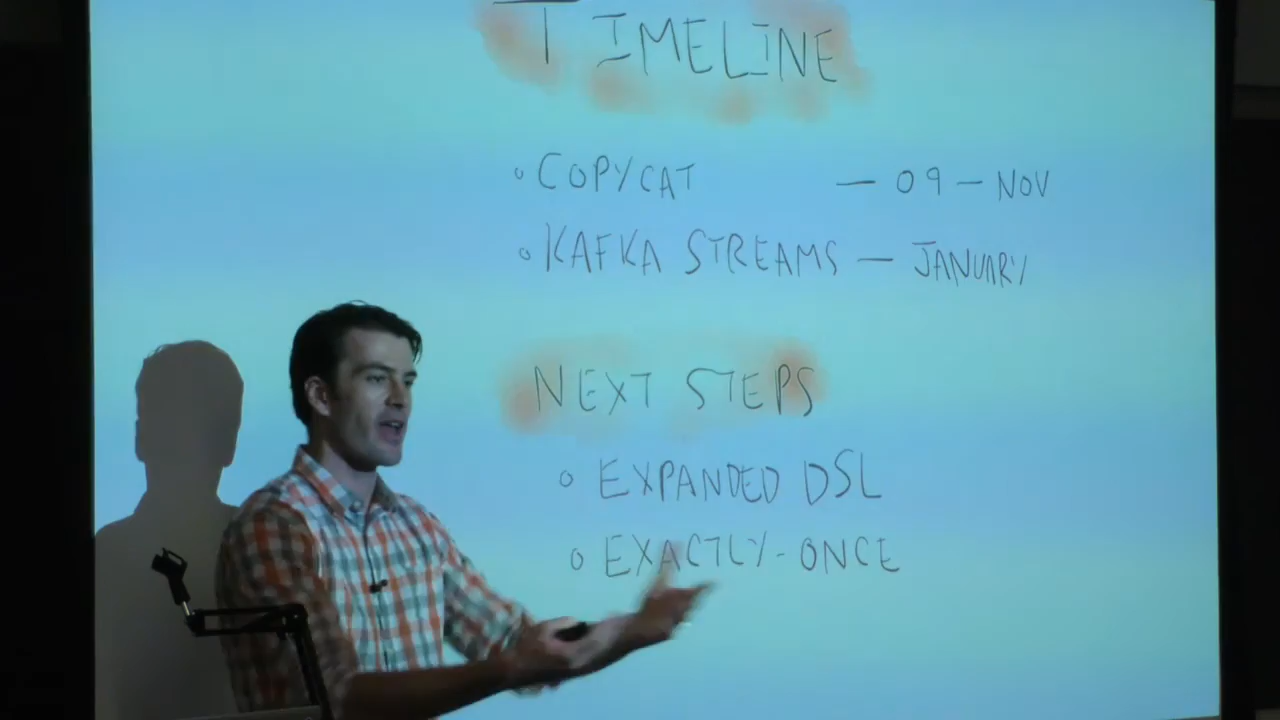 TIMELINE
◦ COPYCAT — 09 – NOV
◦ KAFKA STREAMS — JANUARY
NEXT STEPS
◦ EXPANDED DSL
◦ EXACTLY-ONCE